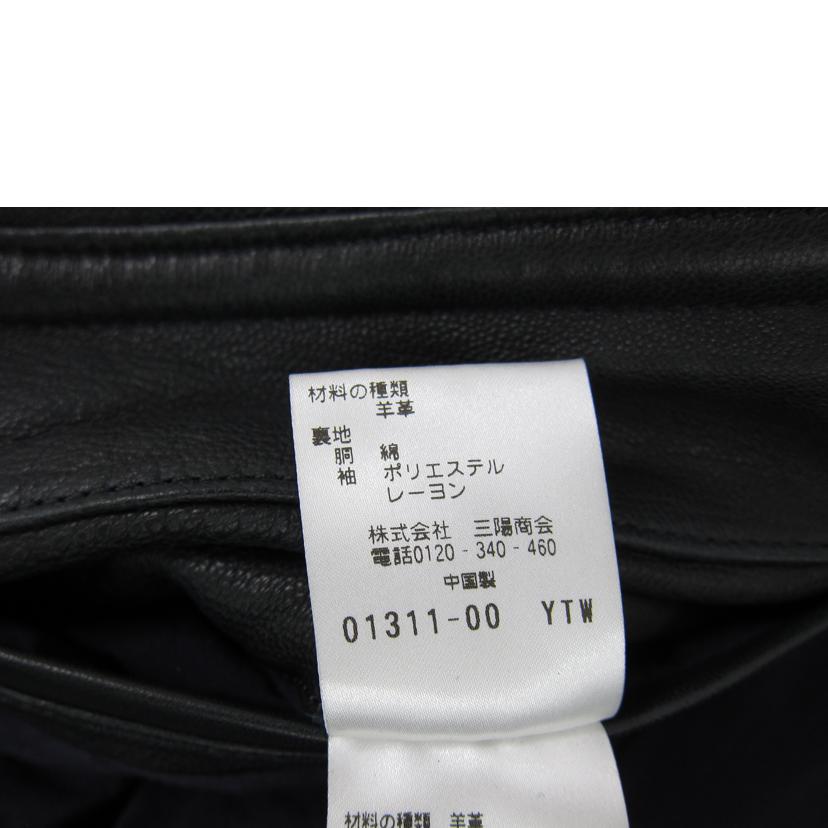 材料の種類
羊革
裏地
胴 綿
袖 ポリエステル
レーヨン
株式会社 三陽商会
電話0120-340-460
中国製
01311-00 YTW
材料の種類 羊革